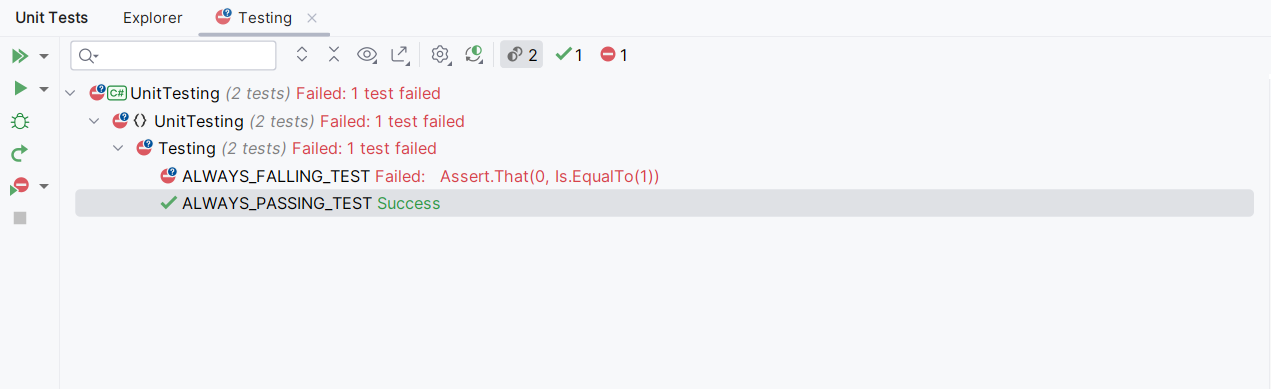 Unit Tests Explorer Testing
2 1 1
C# UnitTesting (2 tests) Failed: 1 test failed
UnitTesting (2 tests) Failed: 1 test failed
Testing (2 tests) Failed: 1 test failed
ALWAYS_FALLING_TEST Failed: Assert.That(0, Is.EqualTo(1))
ALWAYS_PASSING_TEST Success